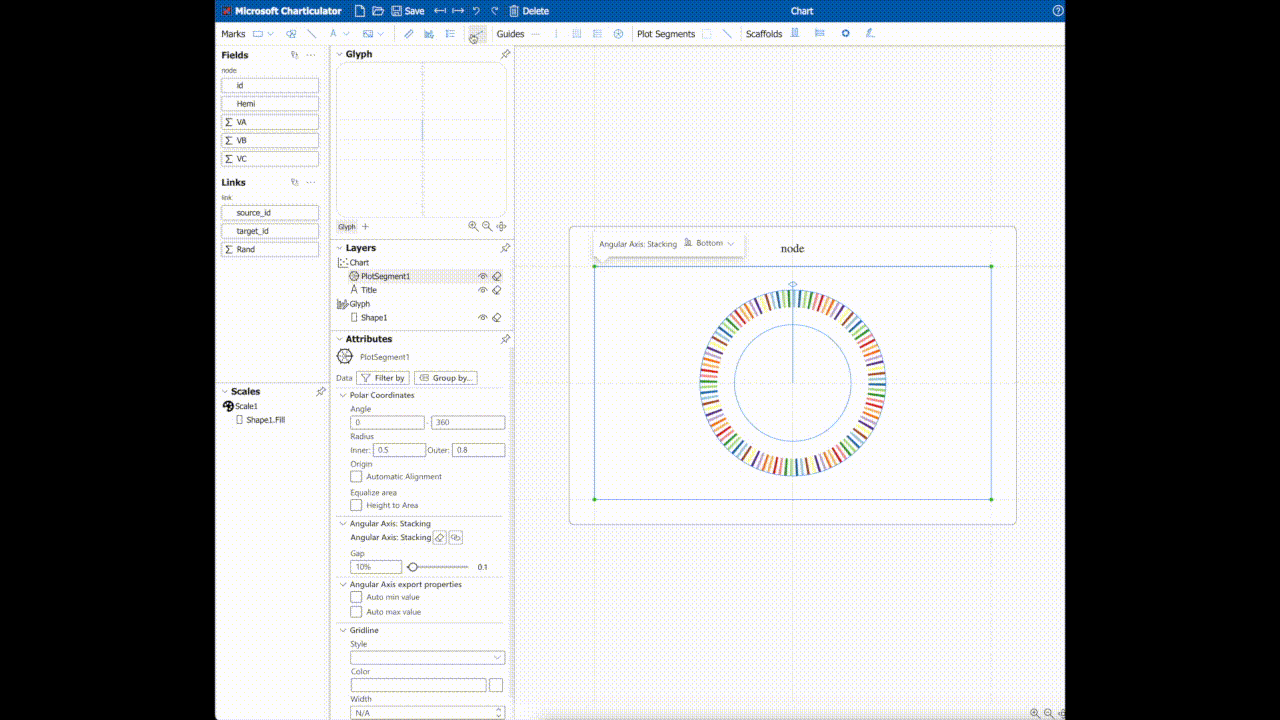 Microsoft Charticulator Save Delete Chart
Marks Guides Plot Segments Scaffolds
Fields
node
id
Hemi
Σ VA
Σ VB
Σ VC
Links
link
source_id
target_id
Σ Rand
Scales
Scale1
Shape1.Fill
Glyph
Glyph +
Layers
Chart
PlotSegment1
A Title
Glyph
Shape1
Attributes
PlotSegment1
Data Filter by Group by...
Polar Coordinates
Angle
0 - 360
Radius
Inner: 0.5 Outer: 0.8
Origin
Automatic Alignment
Equalize area
Height to Area
Angular Axis: Stacking
Angular Axis: Stacking
Gap
10% 0.1
Angular Axis export properties
Auto min value
Auto max value
Gridline
Style
Color
Width
N/A
Angular Axis: Stacking Bottom
node